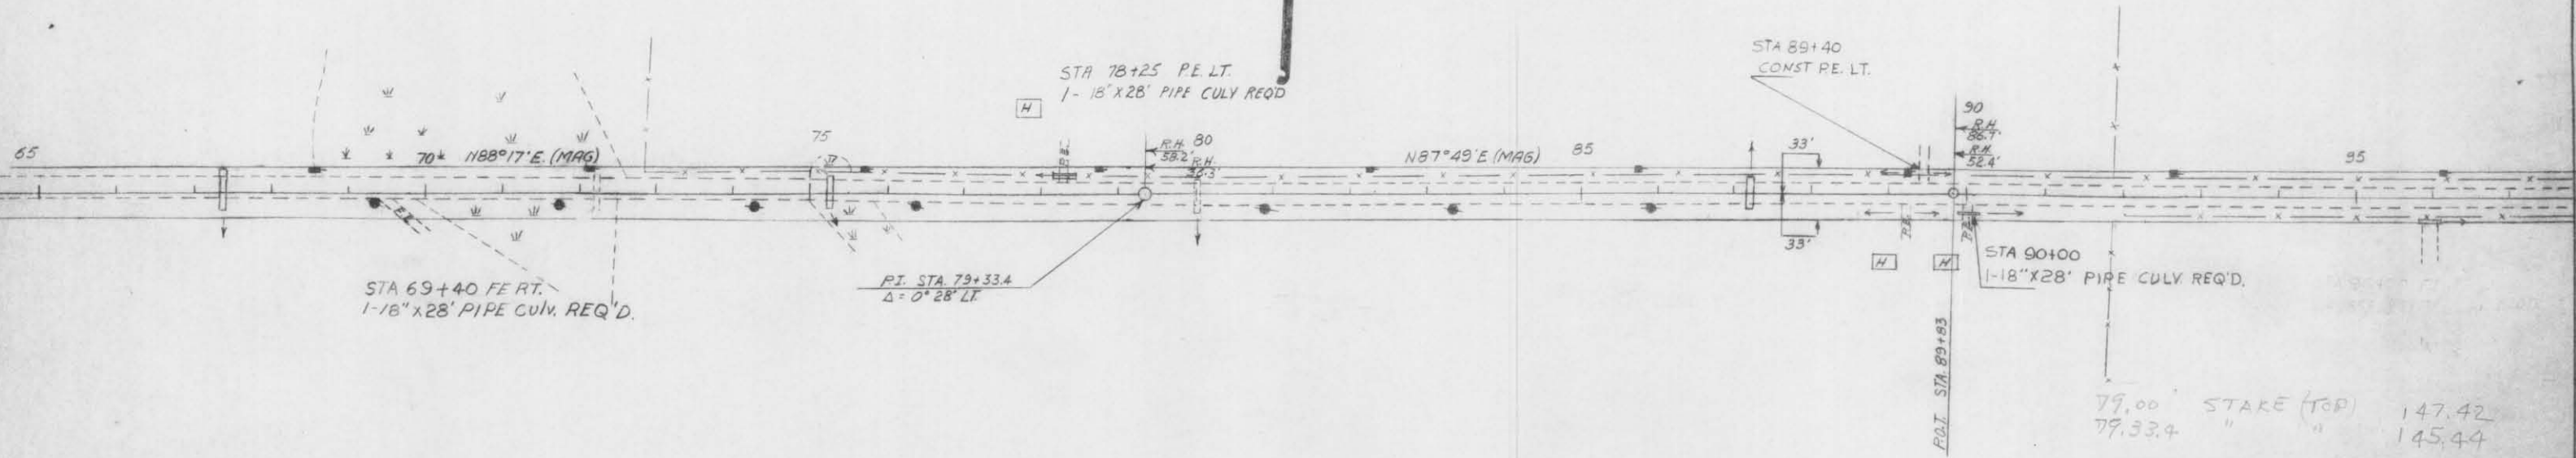 STA 89+40
CONST P.E. LT.
STA 78+25 P.E. LT.
1- 18"X28' PIPE CULV REQ'D
H
90
R.H.
86.7'
R.H.
52.4'
65
70
N88°17'E. (MAG)
75
R.H.
58.2'
80
R.H.
N87°49'E (MAG)
85
33'
95
P.E.
F.E.
33'
P.E.
P.E.
H
H
STA 69+40 FE RT.
1-18"X28' PIPE Culv. REQ'D.
P.I. STA. 79+33.4
Δ = 0° 28' LT.
STA 90+00
1-18"X28' PIPE CULV. REQ'D.
P.O.T. STA. 89+83
79.00 STAKE (TOP) 147.42
79.33.4 " " 145.44